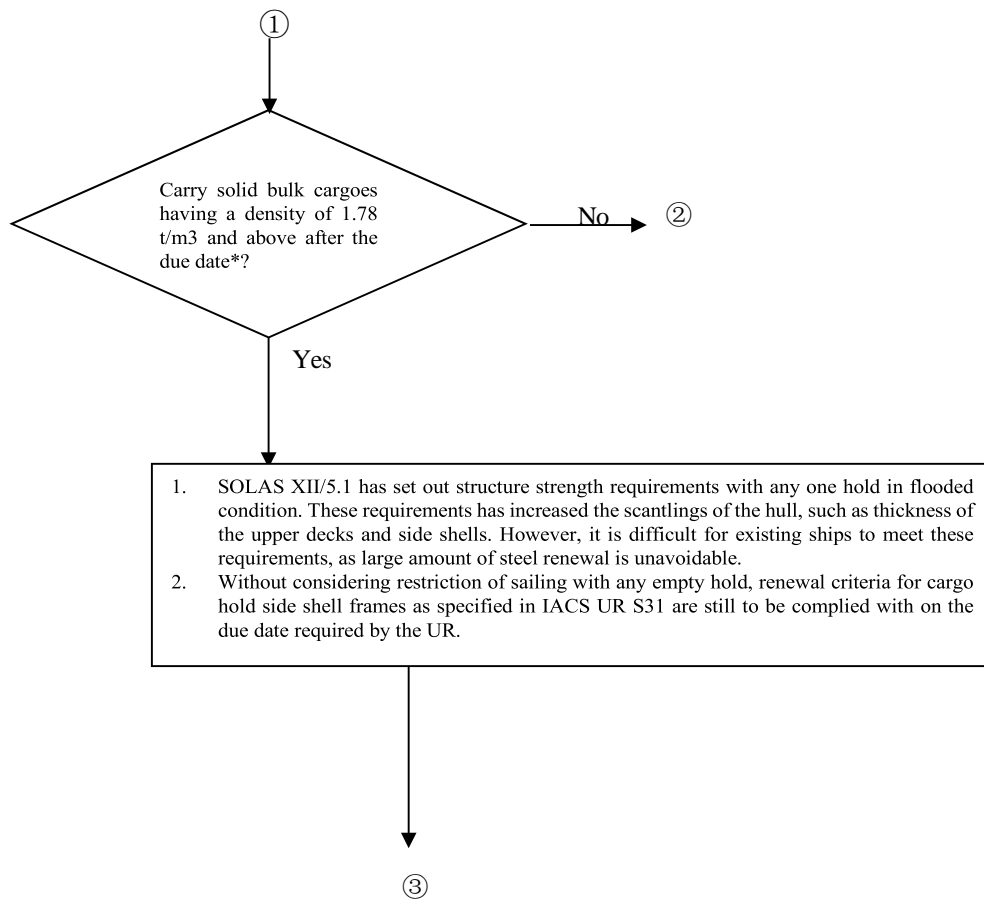 ①
Carry solid bulk cargoes
having a density of 1.78
t/m3 and above after the
due date*?
No
②
Yes
1. SOLAS XII/5.1 has set out structure strength requirements with any one hold in flooded
condition. These requirements has increased the scantlings of the hull, such as thickness of
the upper decks and side shells. However, it is difficult for existing ships to meet these
requirements, as large amount of steel renewal is unavoidable.
2. Without considering restriction of sailing with any empty hold, renewal criteria for cargo
hold side shell frames as specified in IACS UR S31 are still to be complied with on the
due date required by the UR.
③